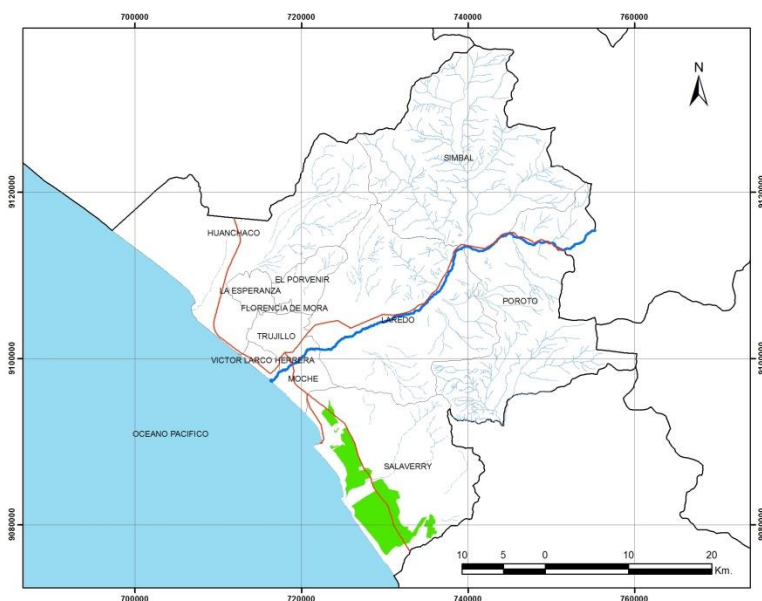 700000
720000
740000
760000
N
SIMBAL
9120000
9120000
HUANCHACO
EL PORVENIR
LA ESPERANZA
POROTO
FLORENCIA DE MORA
LAREDO
TRUJILLO
9100000
VICTOR LARCO HERRERA
9100000
MOCHE
OCEANO PACIFICO
SALAVERRY
9080000
9080000
10 5 0 10 20
Km.
700000
720000
740000
760000